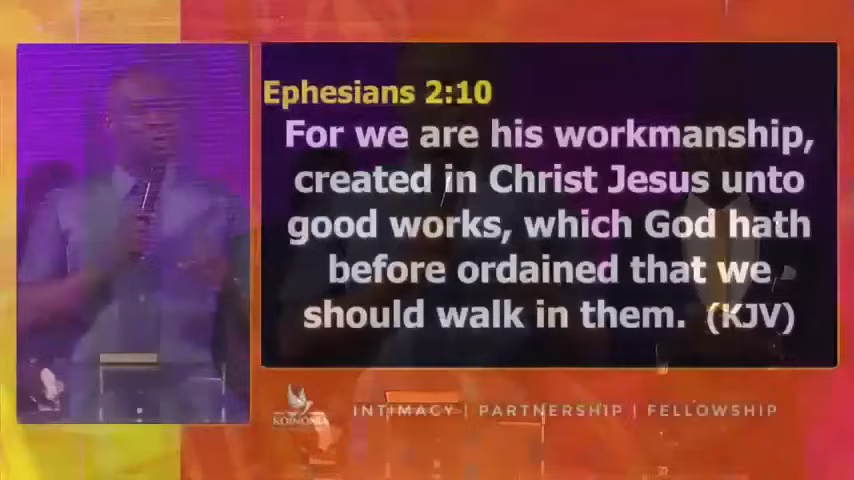 Ephesians 2:10
For we are his workmanship,
created in Christ Jesus unto
good works, which God hath
before ordained that we
should walk in them. (KJV)
KOINONIA
INTIMACY | PARTNERSHIP | FELLOWSHIP